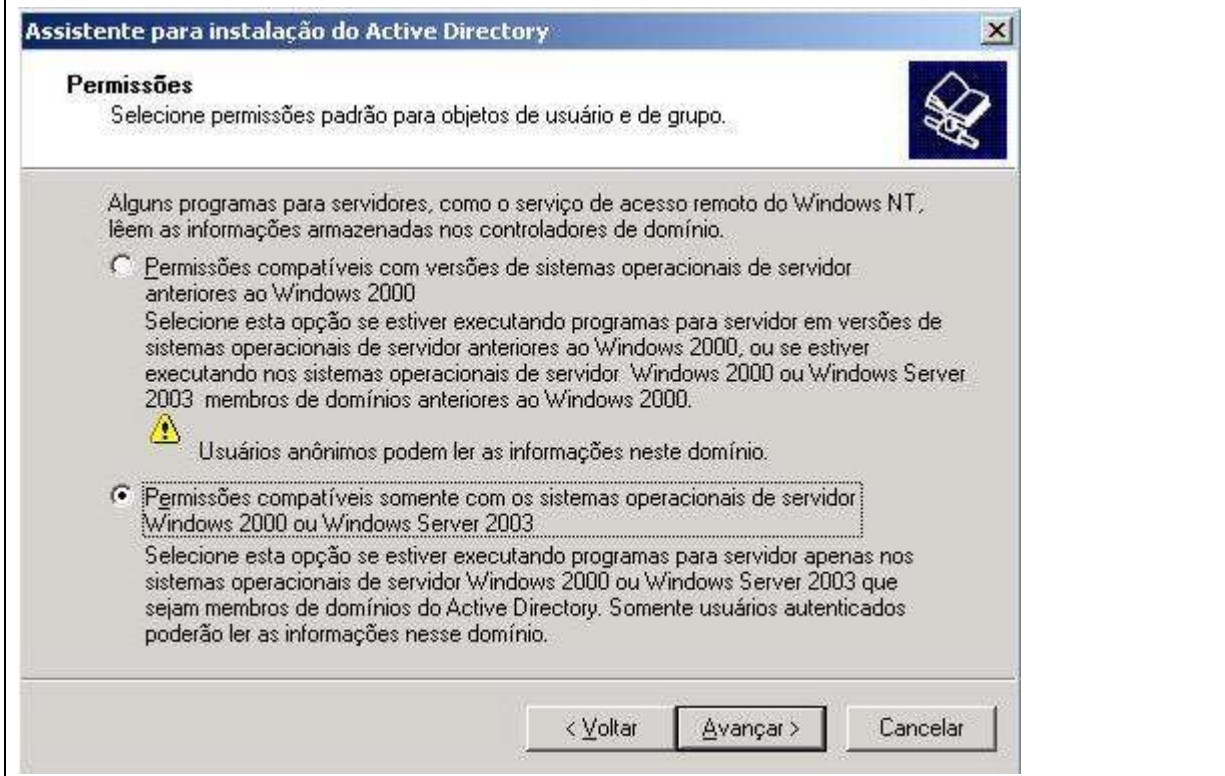 Assistente para instalação do Active Directory
Permissões
Selecione permissões padrão para objetos de usuário e de grupo.
Alguns programas para servidores, como o serviço de acesso remoto do Windows NT,
lêem as informações armazenadas nos controladores de domínio.
Permissões compatíveis com versões de sistemas operacionais de servidor
anteriores ao Windows 2000
Selecione esta opção se estiver executando programas para servidor em versões de
sistemas operacionais de servidor anteriores ao Windows 2000, ou se estiver
executando nos sistemas operacionais de servidor Windows 2000 ou Windows Server
2003 membros de domínios anteriores ao Windows 2000.
Usuários anônimos podem ler as informações neste domínio.
Permissões compatíveis somente com os sistemas operacionais de servidor
Windows 2000 ou Windows Server 2003
Selecione esta opção se estiver executando programas para servidor apenas nos
sistemas operacionais de servidor Windows 2000 ou Windows Server 2003 que
sejam membros de domínios do Active Directory. Somente usuários autenticados
poderão ler as informações nesse domínio.
< Voltar Avançar > Cancelar